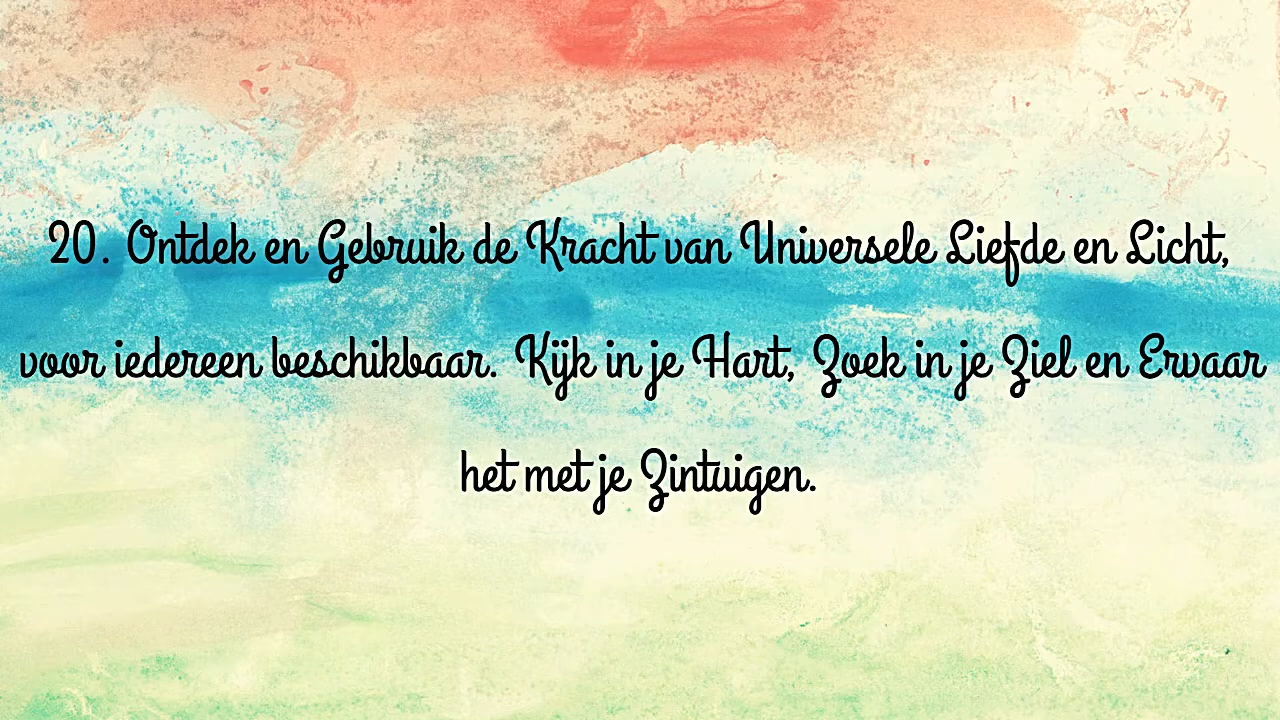 20. Ontdek en Gebruik de Kracht van Universele Liefde en Licht,
voor iedereen beschikbaar. Kijk in je Hart, Zoek in je Ziel en Ervaar
het met je Zintuigen.